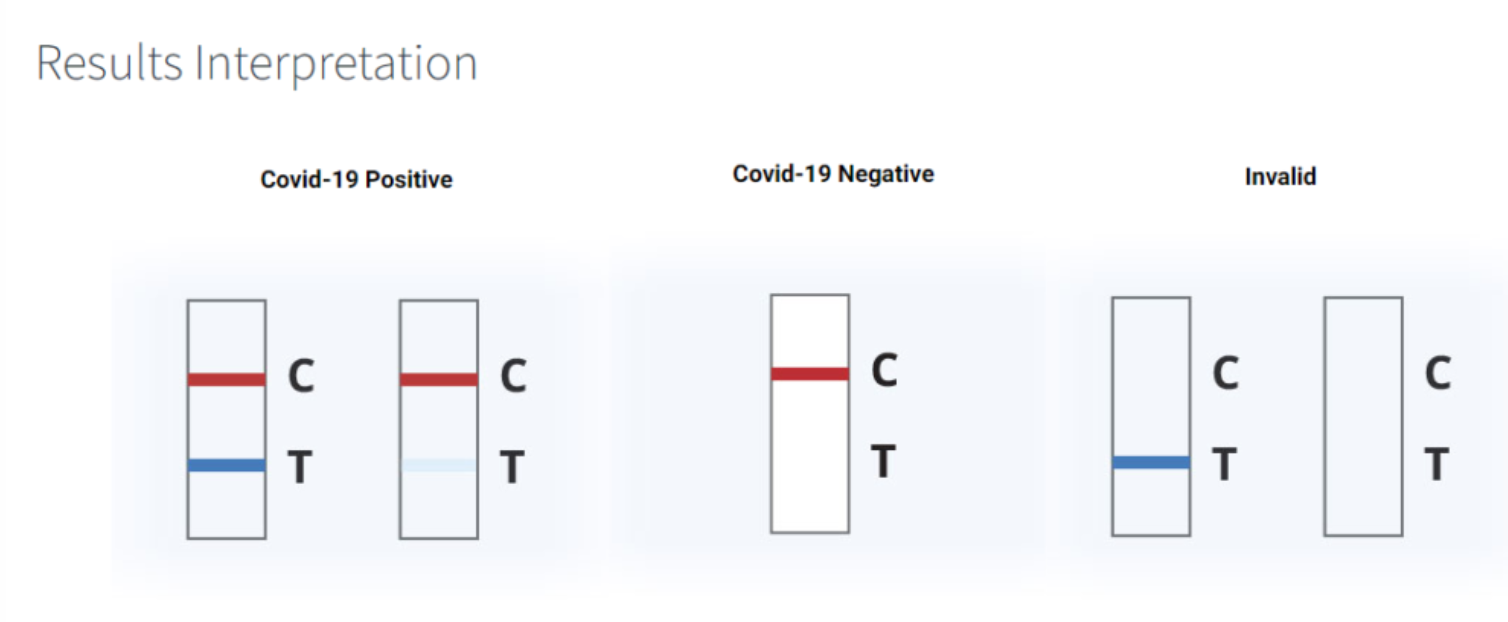 Results Interpretation
Covid-19 Positive
Covid-19 Negative
Invalid
C
C
C
C
C
T
T
T
T
T